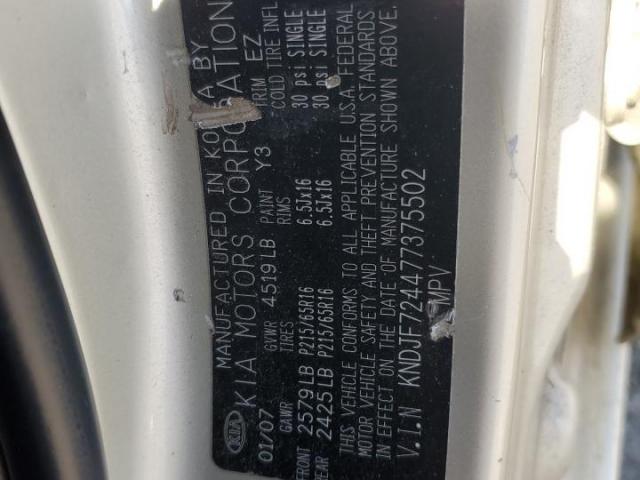 KIA
MANUFACTURED IN KOREA BY
KIA MOTORS CORPORATION
01/07 GVWR 4519LB PAINT Y3 TRIM EZ
GAWR TIRES RIMS COLD TIRE INFL
FRONT 2579LB P215/65R16 6.5Jx16 30 psi SINGLE
REAR 2425LB P215/65R16 6.5Jx16 30 psi SINGLE
THIS VEHICLE CONFORMS TO ALL APPLICABLE U.S.A. FEDERAL
MOTOR VEHICLE SAFETY AND THEFT PREVENTION STANDARDS
IN EFFECT ON THE DATE OF MANUFACTURE SHOWN ABOVE.
V.I.N KNDJF724477375502
MPV